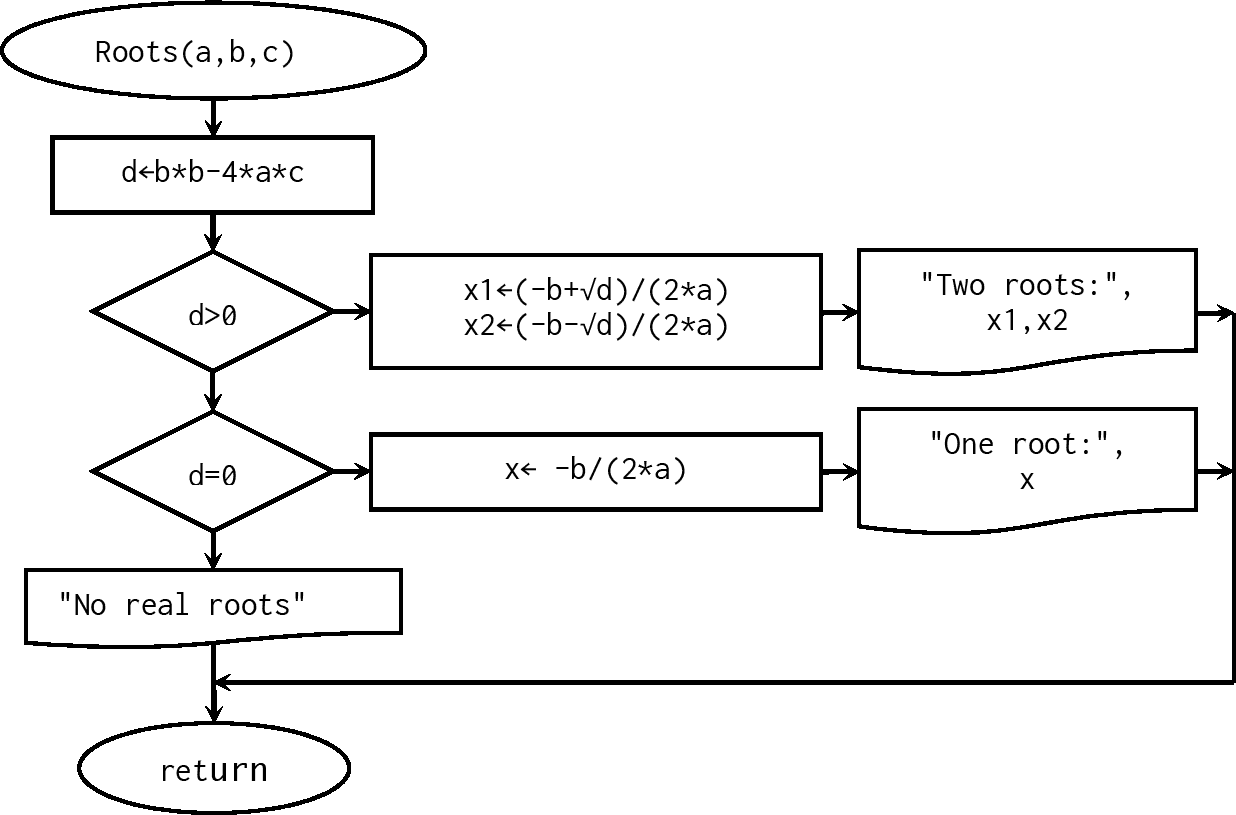 Roots(a,b,c)
d←b*b-4*a*c
d>0
x1←(-b+√d)/(2*a)
x2←(-b-√d)/(2*a)
"Two roots:",
x1,x2
d=0
x← -b/(2*a)
"One root:",
x
"No real roots"
return